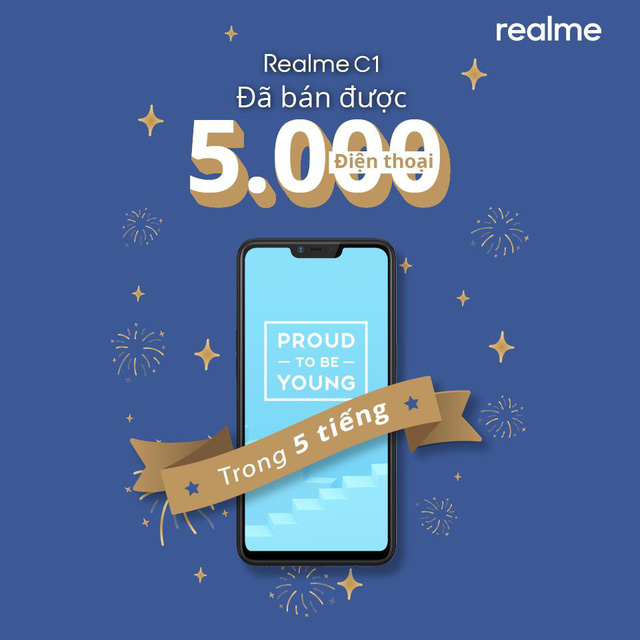 realme
Realme C1
Đã bán được
5.000
Điện thoại
PROUD
TO BE
YOUNG
Trong 5 tiếng